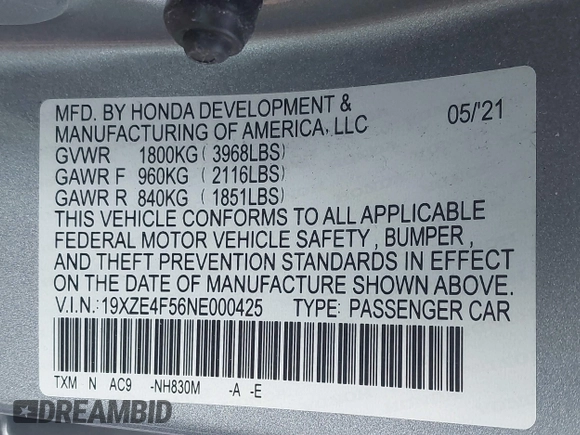 MFD. BY HONDA DEVELOPMENT & 05/'21
MANUFACTURING OF AMERICA, LLC
GVWR 1800KG ( 3968LBS )
GAWR F 960KG ( 2116LBS )
GAWR R 840KG ( 1851LBS )
THIS VEHICLE CONFORMS TO ALL APPLICABLE
FEDERAL MOTOR VEHICLE SAFETY , BUMPER ,
AND THEFT PREVENTION STANDARDS IN EFFECT
ON THE DATE OF MANUFACTURE SHOWN ABOVE.
V.I.N.: 19XZE4F56NE000425 TYPE: PASSENGER CAR
TXM N AC9 -NH830M -A -E
DREAMBID